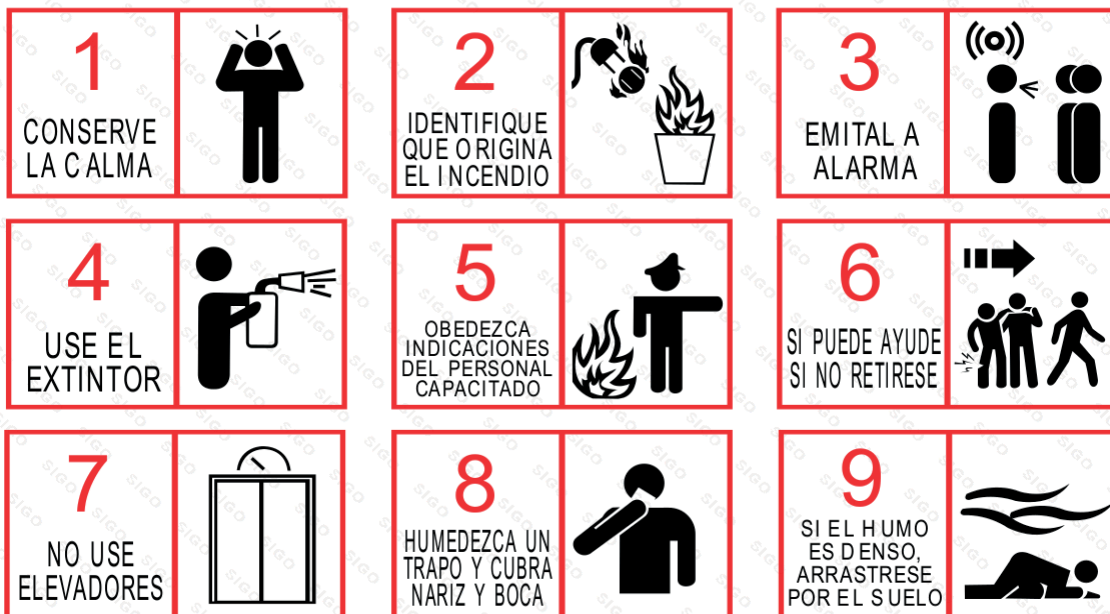 1
CONSERVE
LA CALMA
2
IDENTIFIQUE
QUE ORIGINA
EL INCENDIO
3
EMITAL A
ALARMA
4
USE EL
EXTINTOR
5
OBEDEZCA
INDICACIONES
DEL PERSONAL
CAPACITADO
6
SI PUEDE AYUDE
SI NO RETIRESE
7
NO USE
ELEVADORES
8
HUMEDEZCA UN
TRAPO Y CUBRA
NARIZ Y BOCA
9
SI EL HUMO
ES DENSO,
ARRASTRESE
POR EL SUELO
SIGO